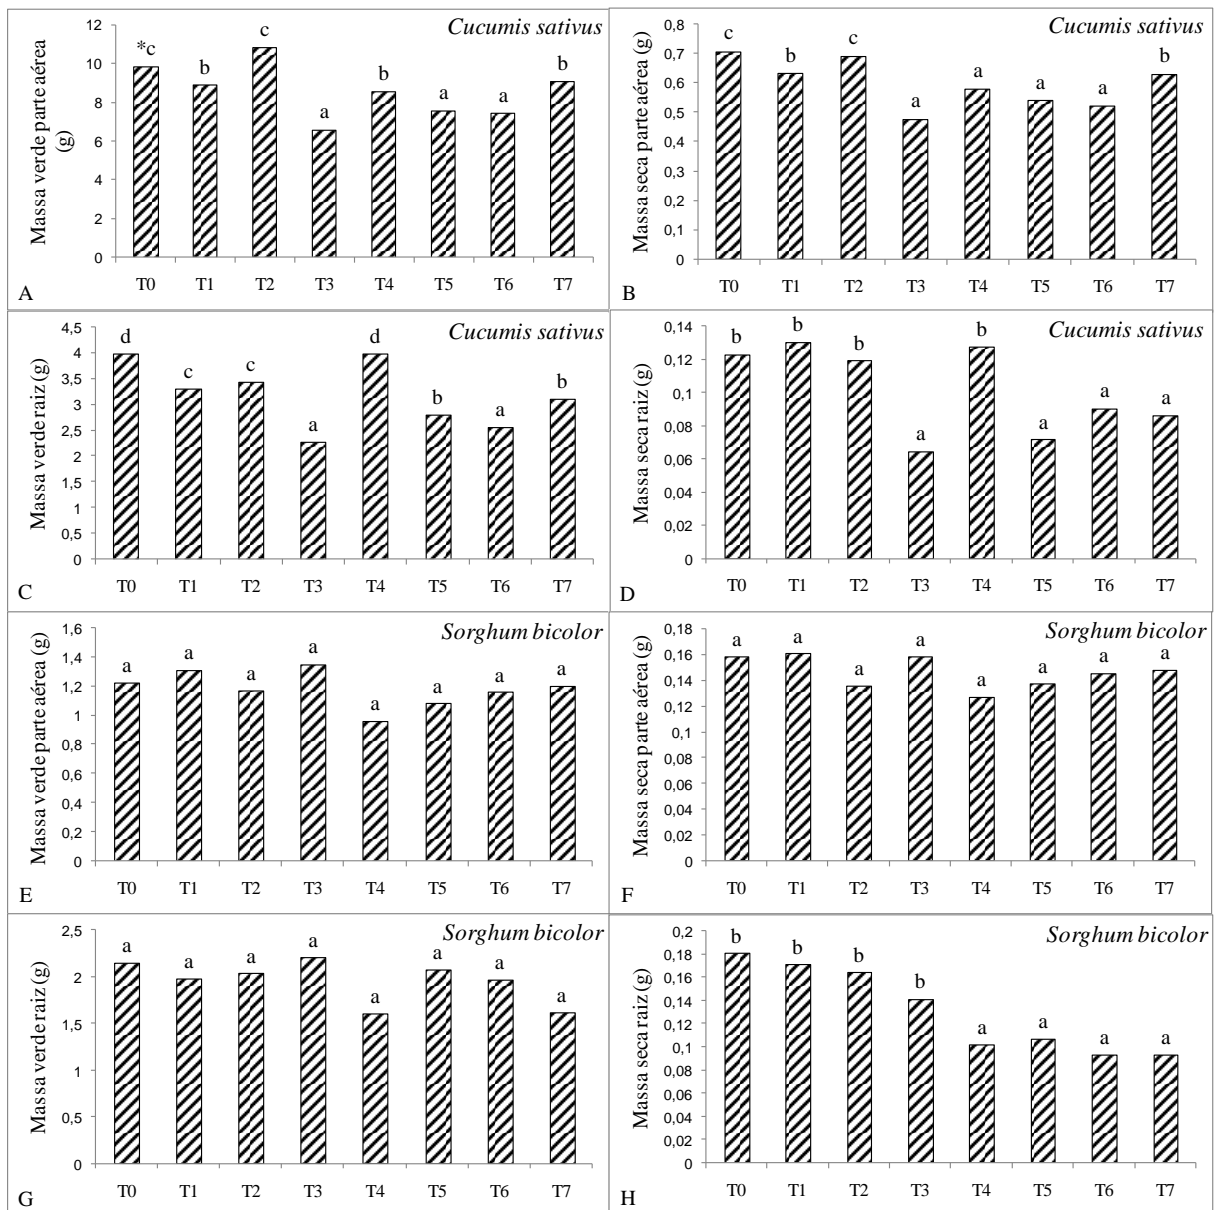 Cucumis sativus
Massa verde parte aérea
(g)
12
10
8
6
4
2
0
*c
b
c
a
b
a
a
b
T0 T1 T2 T3 T4 T5 T6 T7
A
Cucumis sativus
Massa seca parte aérea (g)
0,8
0,7
0,6
0,5
0,4
0,3
0,2
0,1
0
c
b
c
a
a
a
a
b
T0 T1 T2 T3 T4 T5 T6 T7
B
Cucumis sativus
Massa verde raiz (g)
4,5
4
3,5
3
2,5
2
1,5
1
0,5
0
d
c
c
a
d
b
a
b
T0 T1 T2 T3 T4 T5 T6 T7
C
Cucumis sativus
Massa seca raiz (g)
0,14
0,12
0,1
0,08
0,06
0,04
0,02
0
b
b
b
a
b
a
a
a
T0 T1 T2 T3 T4 T5 T6 T7
D
Sorghum bicolor
Massa verde parte aérea (g)
1,6
1,4
1,2
1
0,8
0,6
0,4
0,2
0
a
a
a
a
a
a
a
a
T0 T1 T2 T3 T4 T5 T6 T7
E
Sorghum bicolor
Massa seca parte aérea (g)
0,18
0,16
0,14
0,12
0,1
0,08
0,06
0,04
0,02
0
a
a
a
a
a
a
a
a
T0 T1 T2 T3 T4 T5 T6 T7
F
Sorghum bicolor
Massa verde raiz (g)
2,5
2
1,5
1
0,5
0
a
a
a
a
a
a
a
a
T0 T1 T2 T3 T4 T5 T6 T7
G
Sorghum bicolor
Massa seca raiz (g)
0,2
0,18
0,16
0,14
0,12
0,1
0,08
0,06
0,04
0,02
0
b
b
b
b
a
a
a
a
T0 T1 T2 T3 T4 T5 T6 T7
H